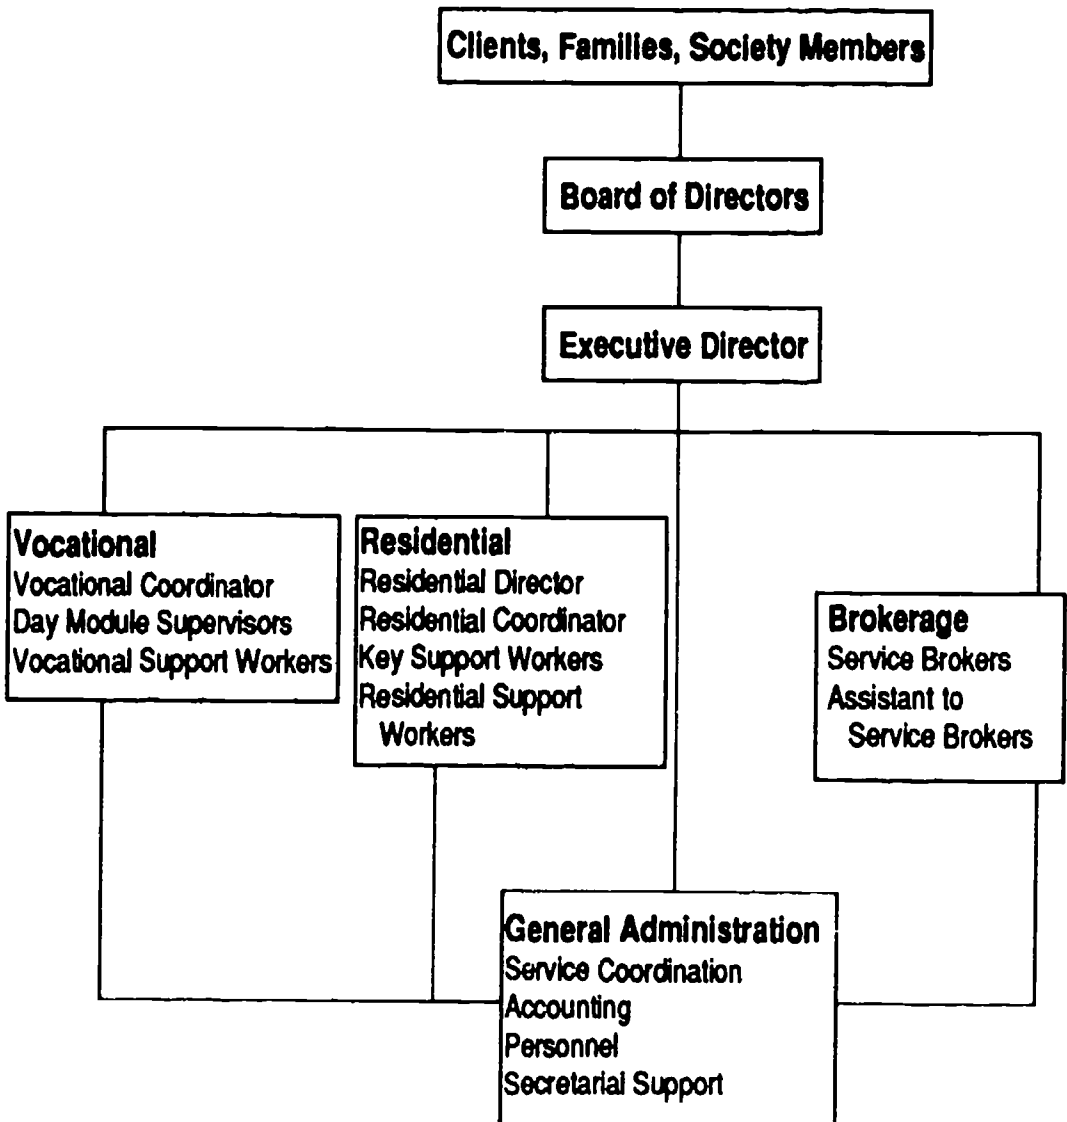 Clients, Families, Society Members
Board of Directors
Executive Director
Vocational
Vocational Coordinator
Day Module Supervisors
Vocational Support Workers
Residential
Residential Director
Residential Coordinator
Key Support Workers
Residential Support
Workers
Brokerage
Service Brokers
Assistant to
Service Brokers
General Administration
Service Coordination
Accounting
Personnel
Secretarial Support